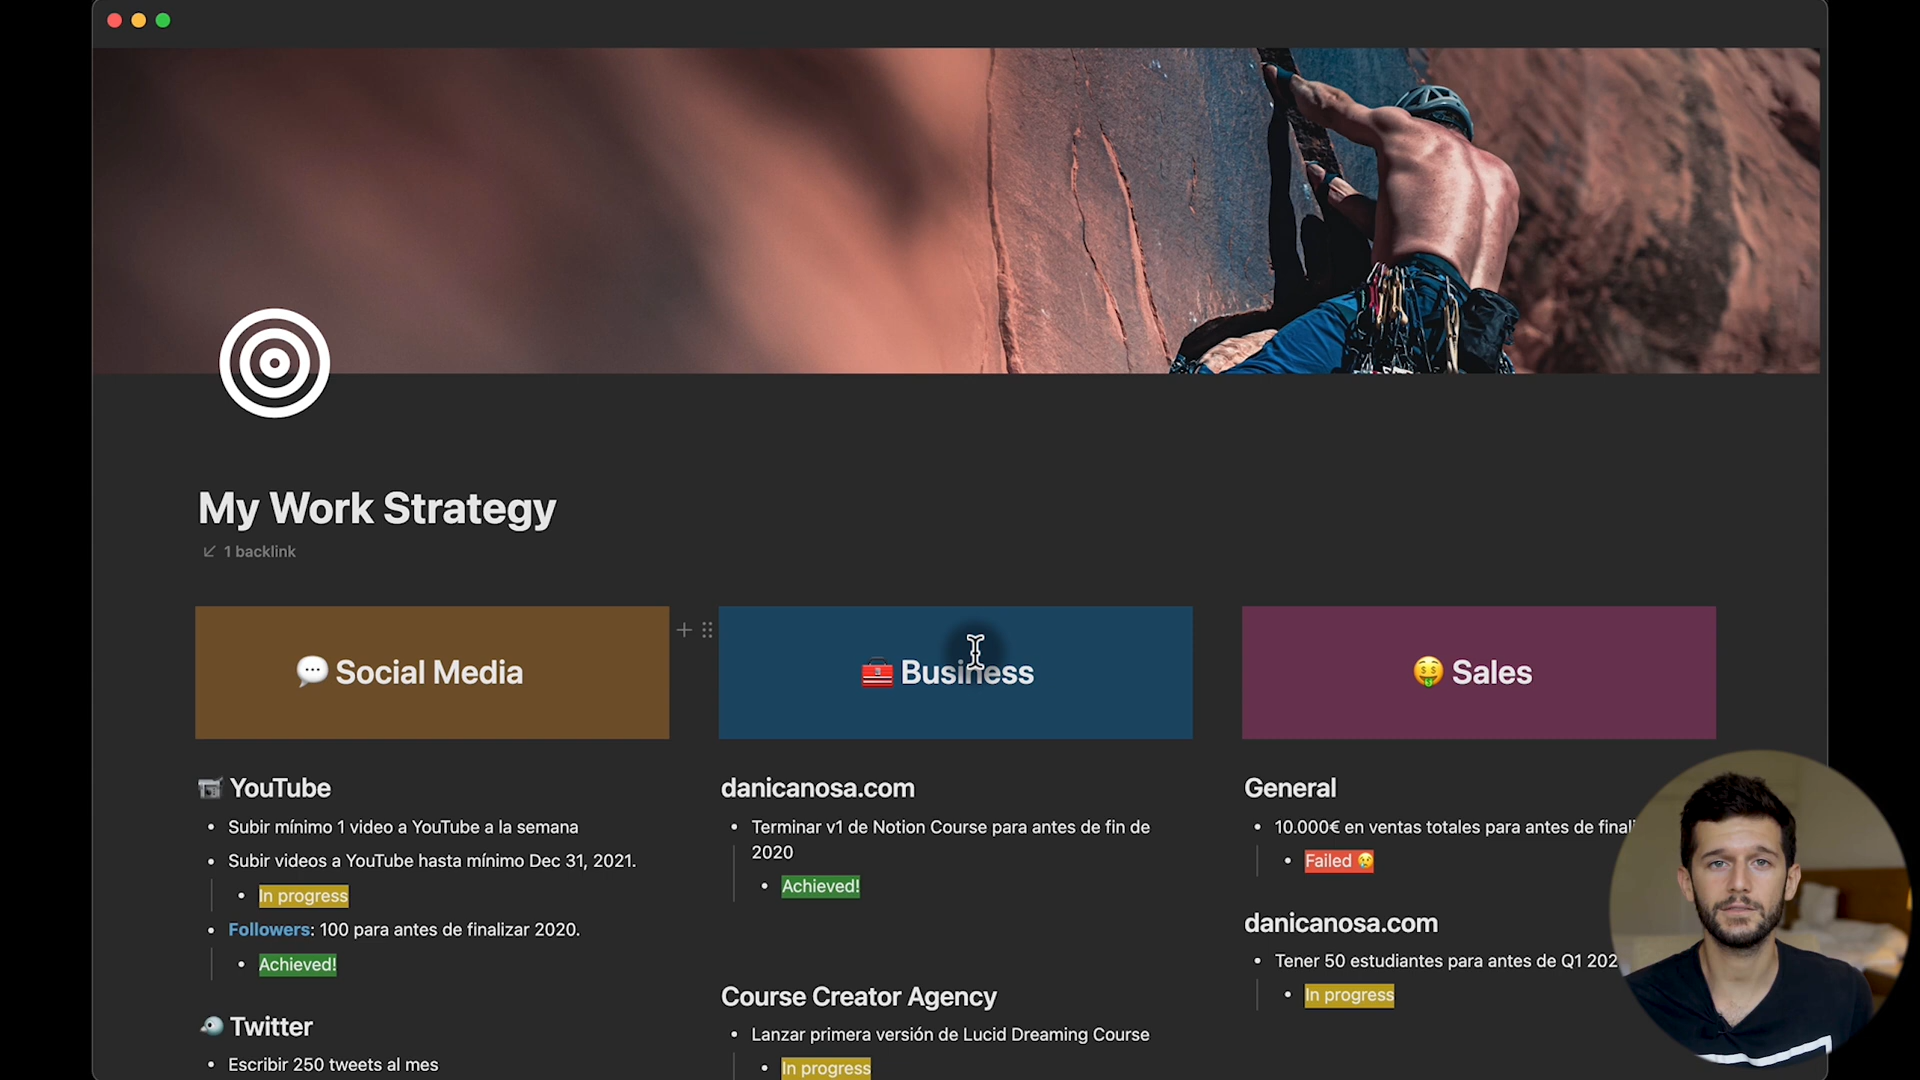 My Work Strategy
1 backlink
Social Media
Business
Sales
YouTube
Subir mínimo 1 video a YouTube a la semana
Subir videos a YouTube hasta mínimo Dec 31, 2021.
In progress
Followers: 100 para antes de finalizar 2020.
Achieved!
Twitter
Escribir 250 tweets al mes
danicanosa.com
Terminar v1 de Notion Course para antes de fin de
2020
Achieved!
Course Creator Agency
Lanzar primera versión de Lucid Dreaming Course
In progress
General
10.000€ en ventas totales para antes de
Failed
danicanosa.com
Tener 50 estudiantes para antes de Q1
In progress